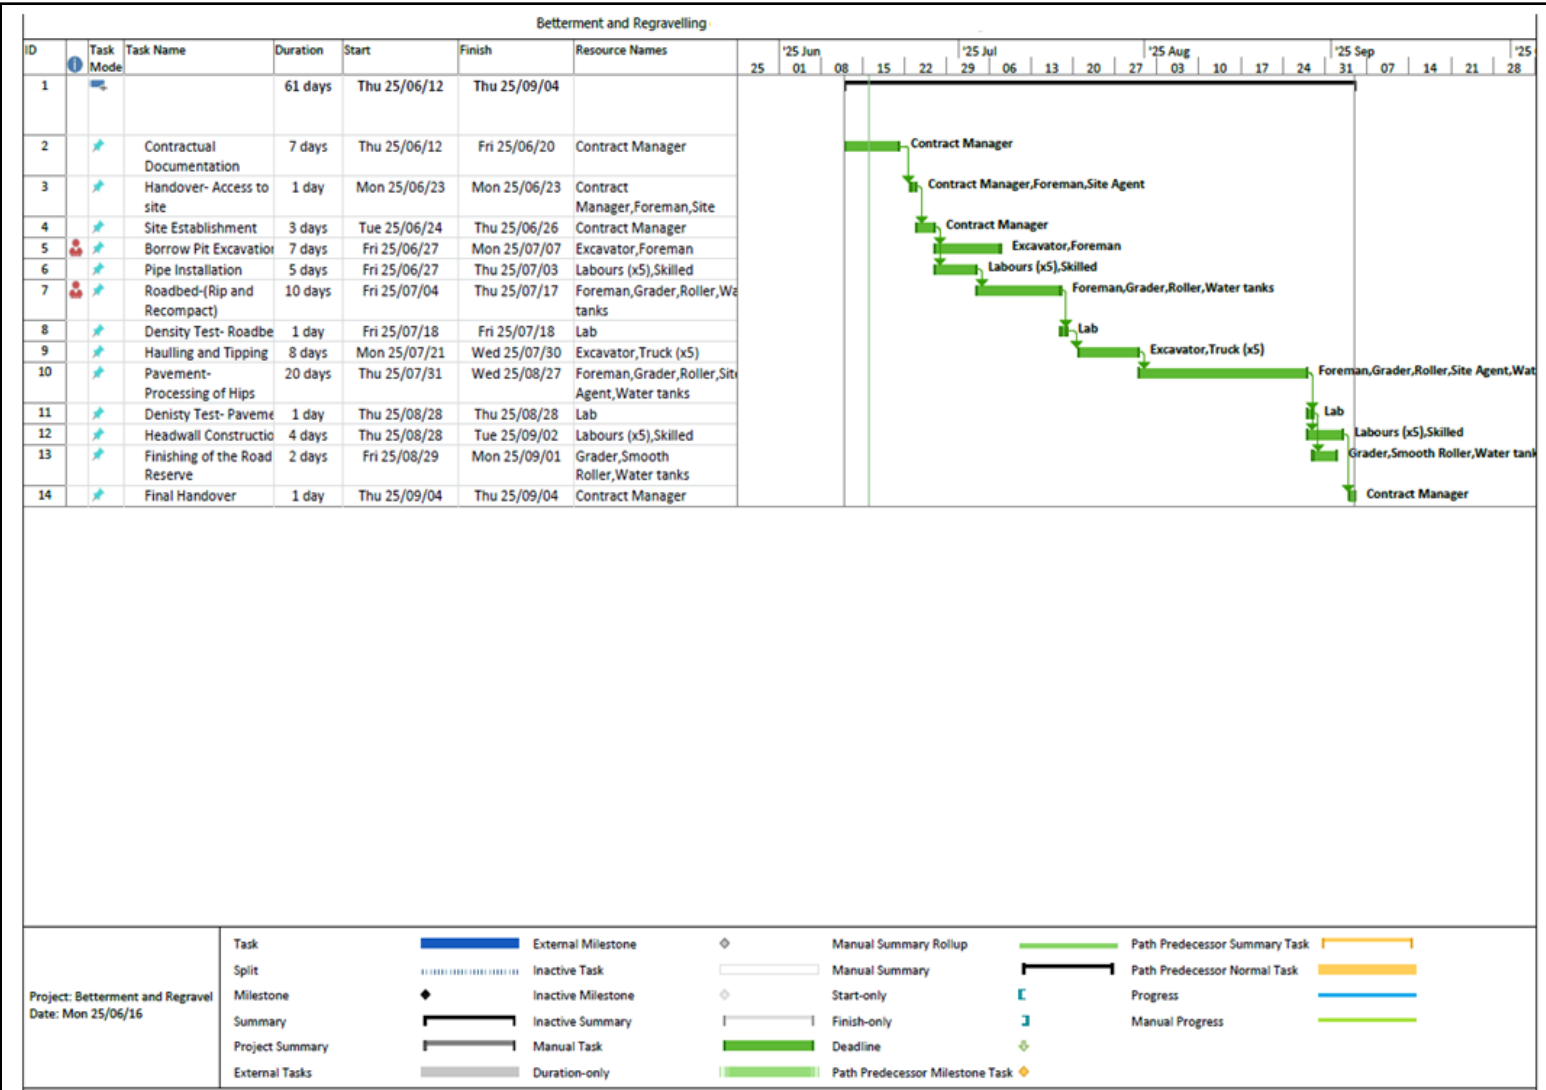 Betterment and Regravelling
ID Task Mode Task Name Duration Start Finish Resource Names
'25 Jun '25 Jul '25 Aug '25 Sep '25
25 01 08 15 22 29 06 13 20 27 03 10 17 24 31 07 14 21 28
1 61 days Thu 25/06/12 Thu 25/09/04
2 Contractual Documentation 7 days Thu 25/06/12 Fri 25/06/20 Contract Manager Contract Manager
3 Handover- Access to site 1 day Mon 25/06/23 Mon 25/06/23 Contract Manager,Foreman,Site Contract Manager,Foreman,Site Agent
4 Site Establishment 3 days Tue 25/06/24 Thu 25/06/26 Contract Manager Contract Manager
5 Borrow Pit Excavation 7 days Fri 25/06/27 Mon 25/07/07 Excavator,Foreman Excavator,Foreman
6 Pipe Installation 5 days Fri 25/06/27 Thu 25/07/03 Labours (x5),Skilled Labours (x5),Skilled
7 Roadbed-(Rip and Recompact) 10 days Fri 25/07/04 Thu 25/07/17 Foreman,Grader,Roller,Wa tanks Foreman,Grader,Roller,Water tanks
8 Density Test- Roadbe 1 day Fri 25/07/18 Fri 25/07/18 Lab Lab
9 Haulling and Tipping 8 days Mon 25/07/21 Wed 25/07/30 Excavator,Truck (x5) Excavator,Truck (x5)
10 Pavement- Processing of Hips 20 days Thu 25/07/31 Wed 25/08/27 Foreman,Grader,Roller,Site Agent,Water tanks Foreman,Grader,Roller,Site Agent,Wat
11 Denisty Test- Paveme 1 day Thu 25/08/28 Thu 25/08/28 Lab Lab
12 Headwall Constructio 4 days Thu 25/08/28 Tue 25/09/02 Labours (x5),Skilled Labours (x5),Skilled
13 Finishing of the Road Reserve 2 days Fri 25/08/29 Mon 25/09/01 Grader,Smooth Roller,Water tanks Grader,Smooth Roller,Water tank
14 Final Handover 1 day Thu 25/09/04 Thu 25/09/04 Contract Manager Contract Manager
Project: Betterment and Regravel
Date: Mon 25/06/16
Task External Milestone Manual Summary Rollup Path Predecessor Summary Task
Split Inactive Task Manual Summary Path Predecessor Normal Task
Milestone Inactive Milestone Start-only Progress
Summary Inactive Summary Finish-only Manual Progress
Project Summary Manual Task Deadline
External Tasks Duration-only Path Predecessor Milestone Task